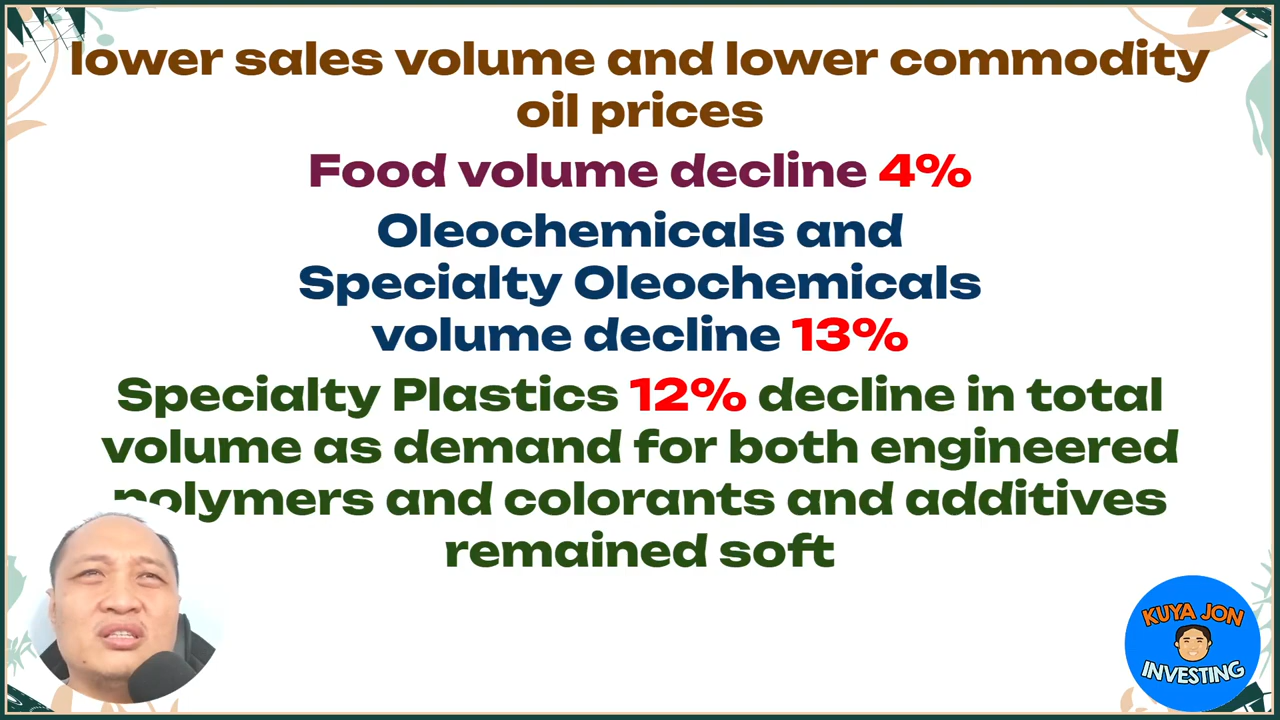 lower sales volume and lower commodity
oil prices
Food volume decline 4%
Oleochemicals and
Specialty Oleochemicals
volume decline 13%
Specialty Plastics 12% decline in total
volume as demand for both engineered
polymers and colorants and additives
remained soft
KUYA JON
INVESTING